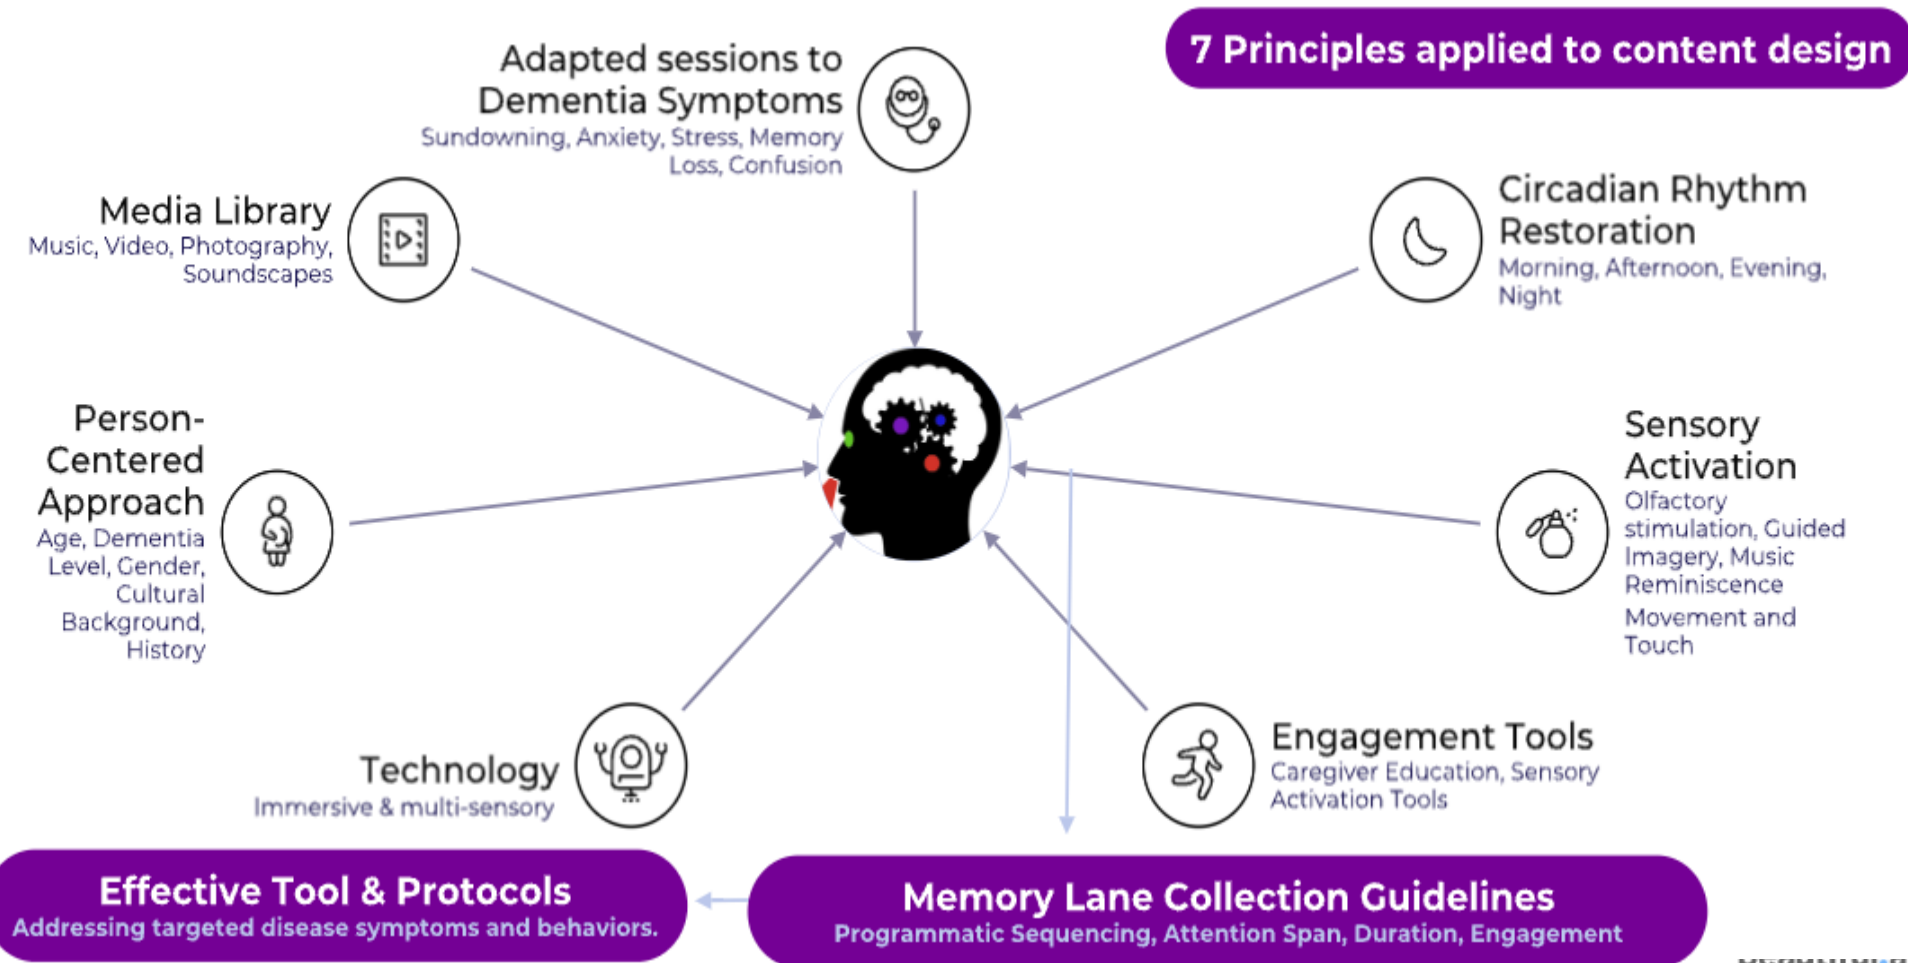 7 Principles applied to content design
Adapted sessions to
Dementia Symptoms
Sundowning, Anxiety, Stress, Memory
Loss, Confusion
Media Library
Music, Video, Photography,
Soundscapes
Circadian Rhythm
Restoration
Morning, Afternoon, Evening,
Night
Person-
Centered
Approach
Age, Dementia
Level, Gender,
Cultural
Background,
History
Sensory
Activation
Olfactory
stimulation, Guided
Imagery, Music
Reminiscence
Movement and
Touch
Technology
Immersive & multi-sensory
Engagement Tools
Caregiver Education, Sensory
Activation Tools
Effective Tool & Protocols
Addressing targeted disease symptoms and behaviors.
Memory Lane Collection Guidelines
Programmatic Sequencing, Attention Span, Duration, Engagement